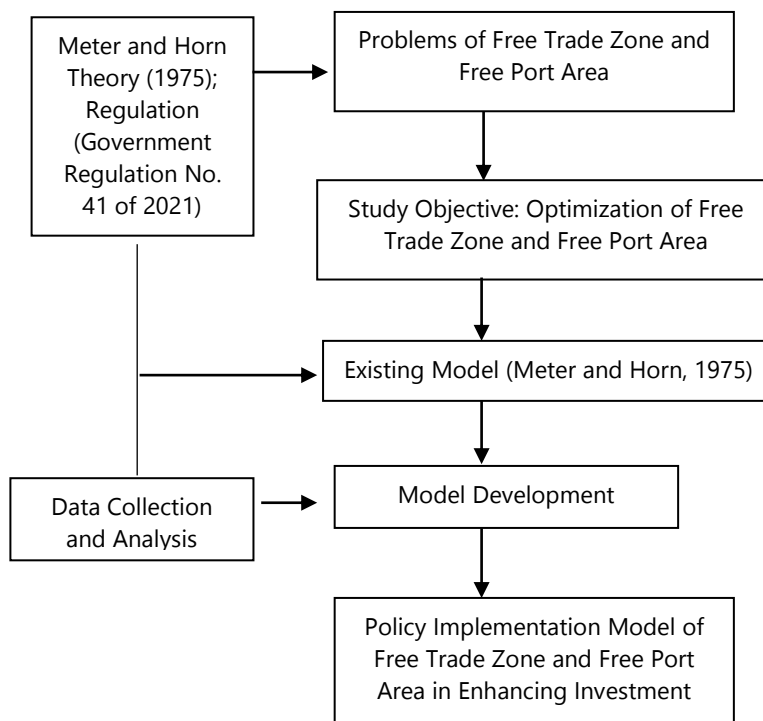 Meter and Horn
Theory (1975);
Regulation
(Government
Regulation No.
41 of 2021)
Problems of Free Trade Zone and
Free Port Area
Study Objective: Optimization of Free
Trade Zone and Free Port Area
Existing Model (Meter and Horn, 1975)
Data Collection
and Analysis
Model Development
Policy Implementation Model of
Free Trade Zone and Free Port
Area in Enhancing Investment